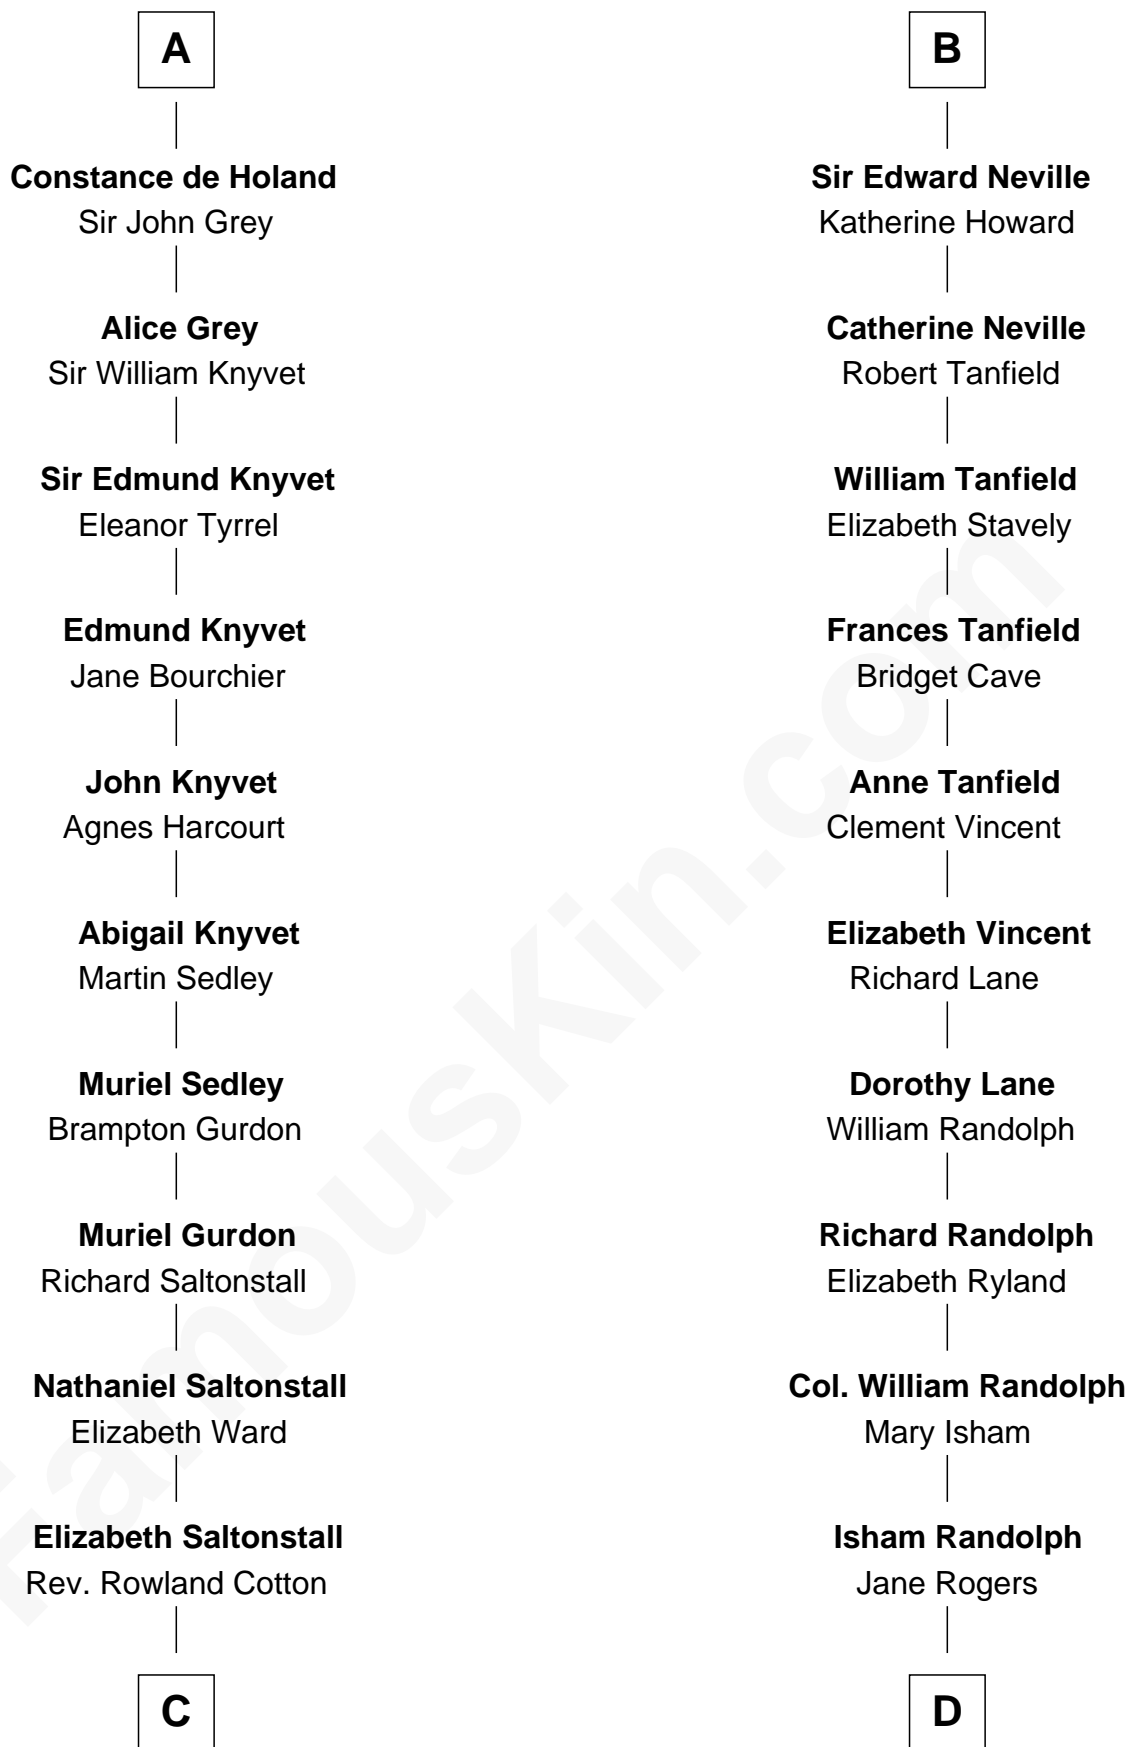 A
Constance de Holand
Sir John Grey
Alice Grey
Sir William Knyvet
Sir Edmund Knyvet
Eleanor Tyrrel
Edmund Knyvet
Jane Bourchier
John Knyvet
Agnes Harcourt
Abigail Knyvet
Martin Sedley
Muriel Sedley
Brampton Gurdon
Muriel Gurdon
Richard Saltonstall
Nathaniel Saltonstall
Elizabeth Ward
Elizabeth Saltonstall
Rev. Rowland Cotton
C
B
Sir Edward Neville
Katherine Howard
Catherine Neville
Robert Tanfield
William Tanfield
Elizabeth Stavely
Frances Tanfield
Bridget Cave
Anne Tanfield
Clement Vincent
Elizabeth Vincent
Richard Lane
Dorothy Lane
William Randolph
Richard Randolph
Elizabeth Ryland
Col. William Randolph
Mary Isham
Isham Randolph
Jane Rogers
D
FamousKin.com